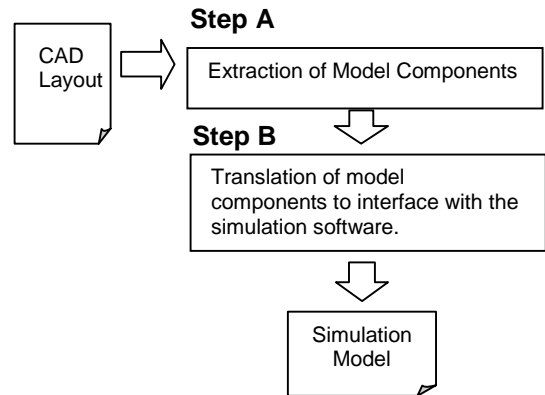 Step A
CAD
Layout
Extraction of Model Components
Step B
Translation of model
components to interface with the
simulation software.
Simulation
Model